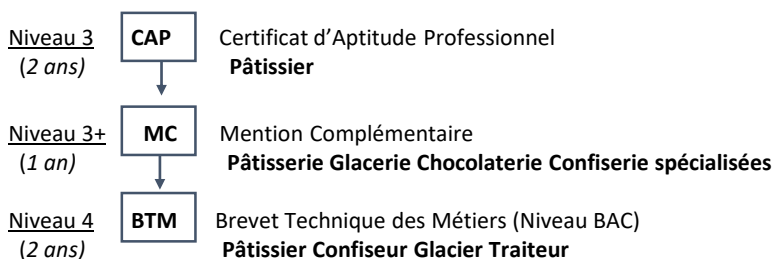 Niveau 3 CAP Certificat d’Aptitude Professionnel
(2 ans) Pâtissier
Niveau 3+ MC Mention Complémentaire
(1 an) Pâtisserie Glacerie Chocolaterie Confiserie spécialisées
Niveau 4 BTM Brevet Technique des Métiers (Niveau BAC)
(2 ans) Pâtissier Confiseur Glacier Traiteur